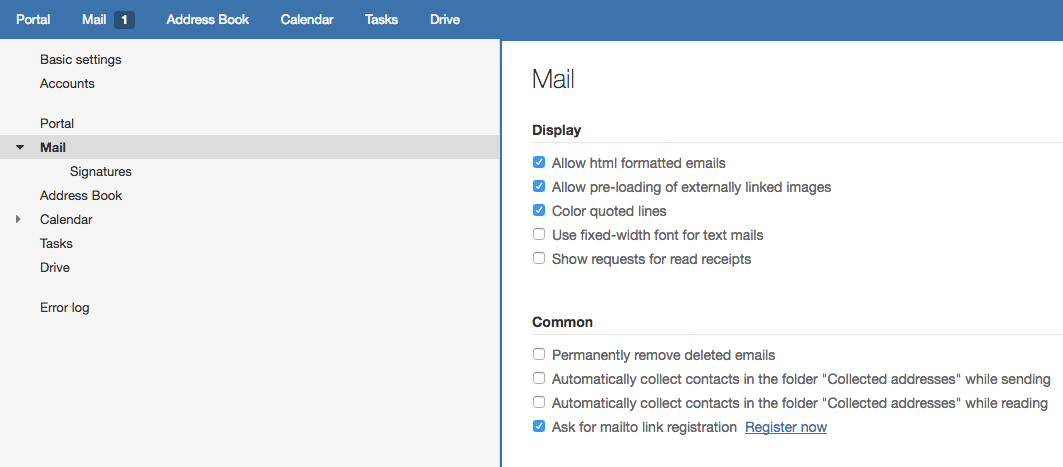 Portal Mail 1 Address Book Calendar Tasks Drive
Basic settings
Accounts
Portal
Mail
Signatures
Address Book
Calendar
Tasks
Drive
Error log
Mail
Display
Allow html formatted emails
Allow pre-loading of externally linked images
Color quoted lines
Use fixed-width font for text mails
Show requests for read receipts
Common
Permanently remove deleted emails
Automatically collect contacts in the folder "Collected addresses" while sending
Automatically collect contacts in the folder "Collected addresses" while reading
Ask for mailto link registration Register now